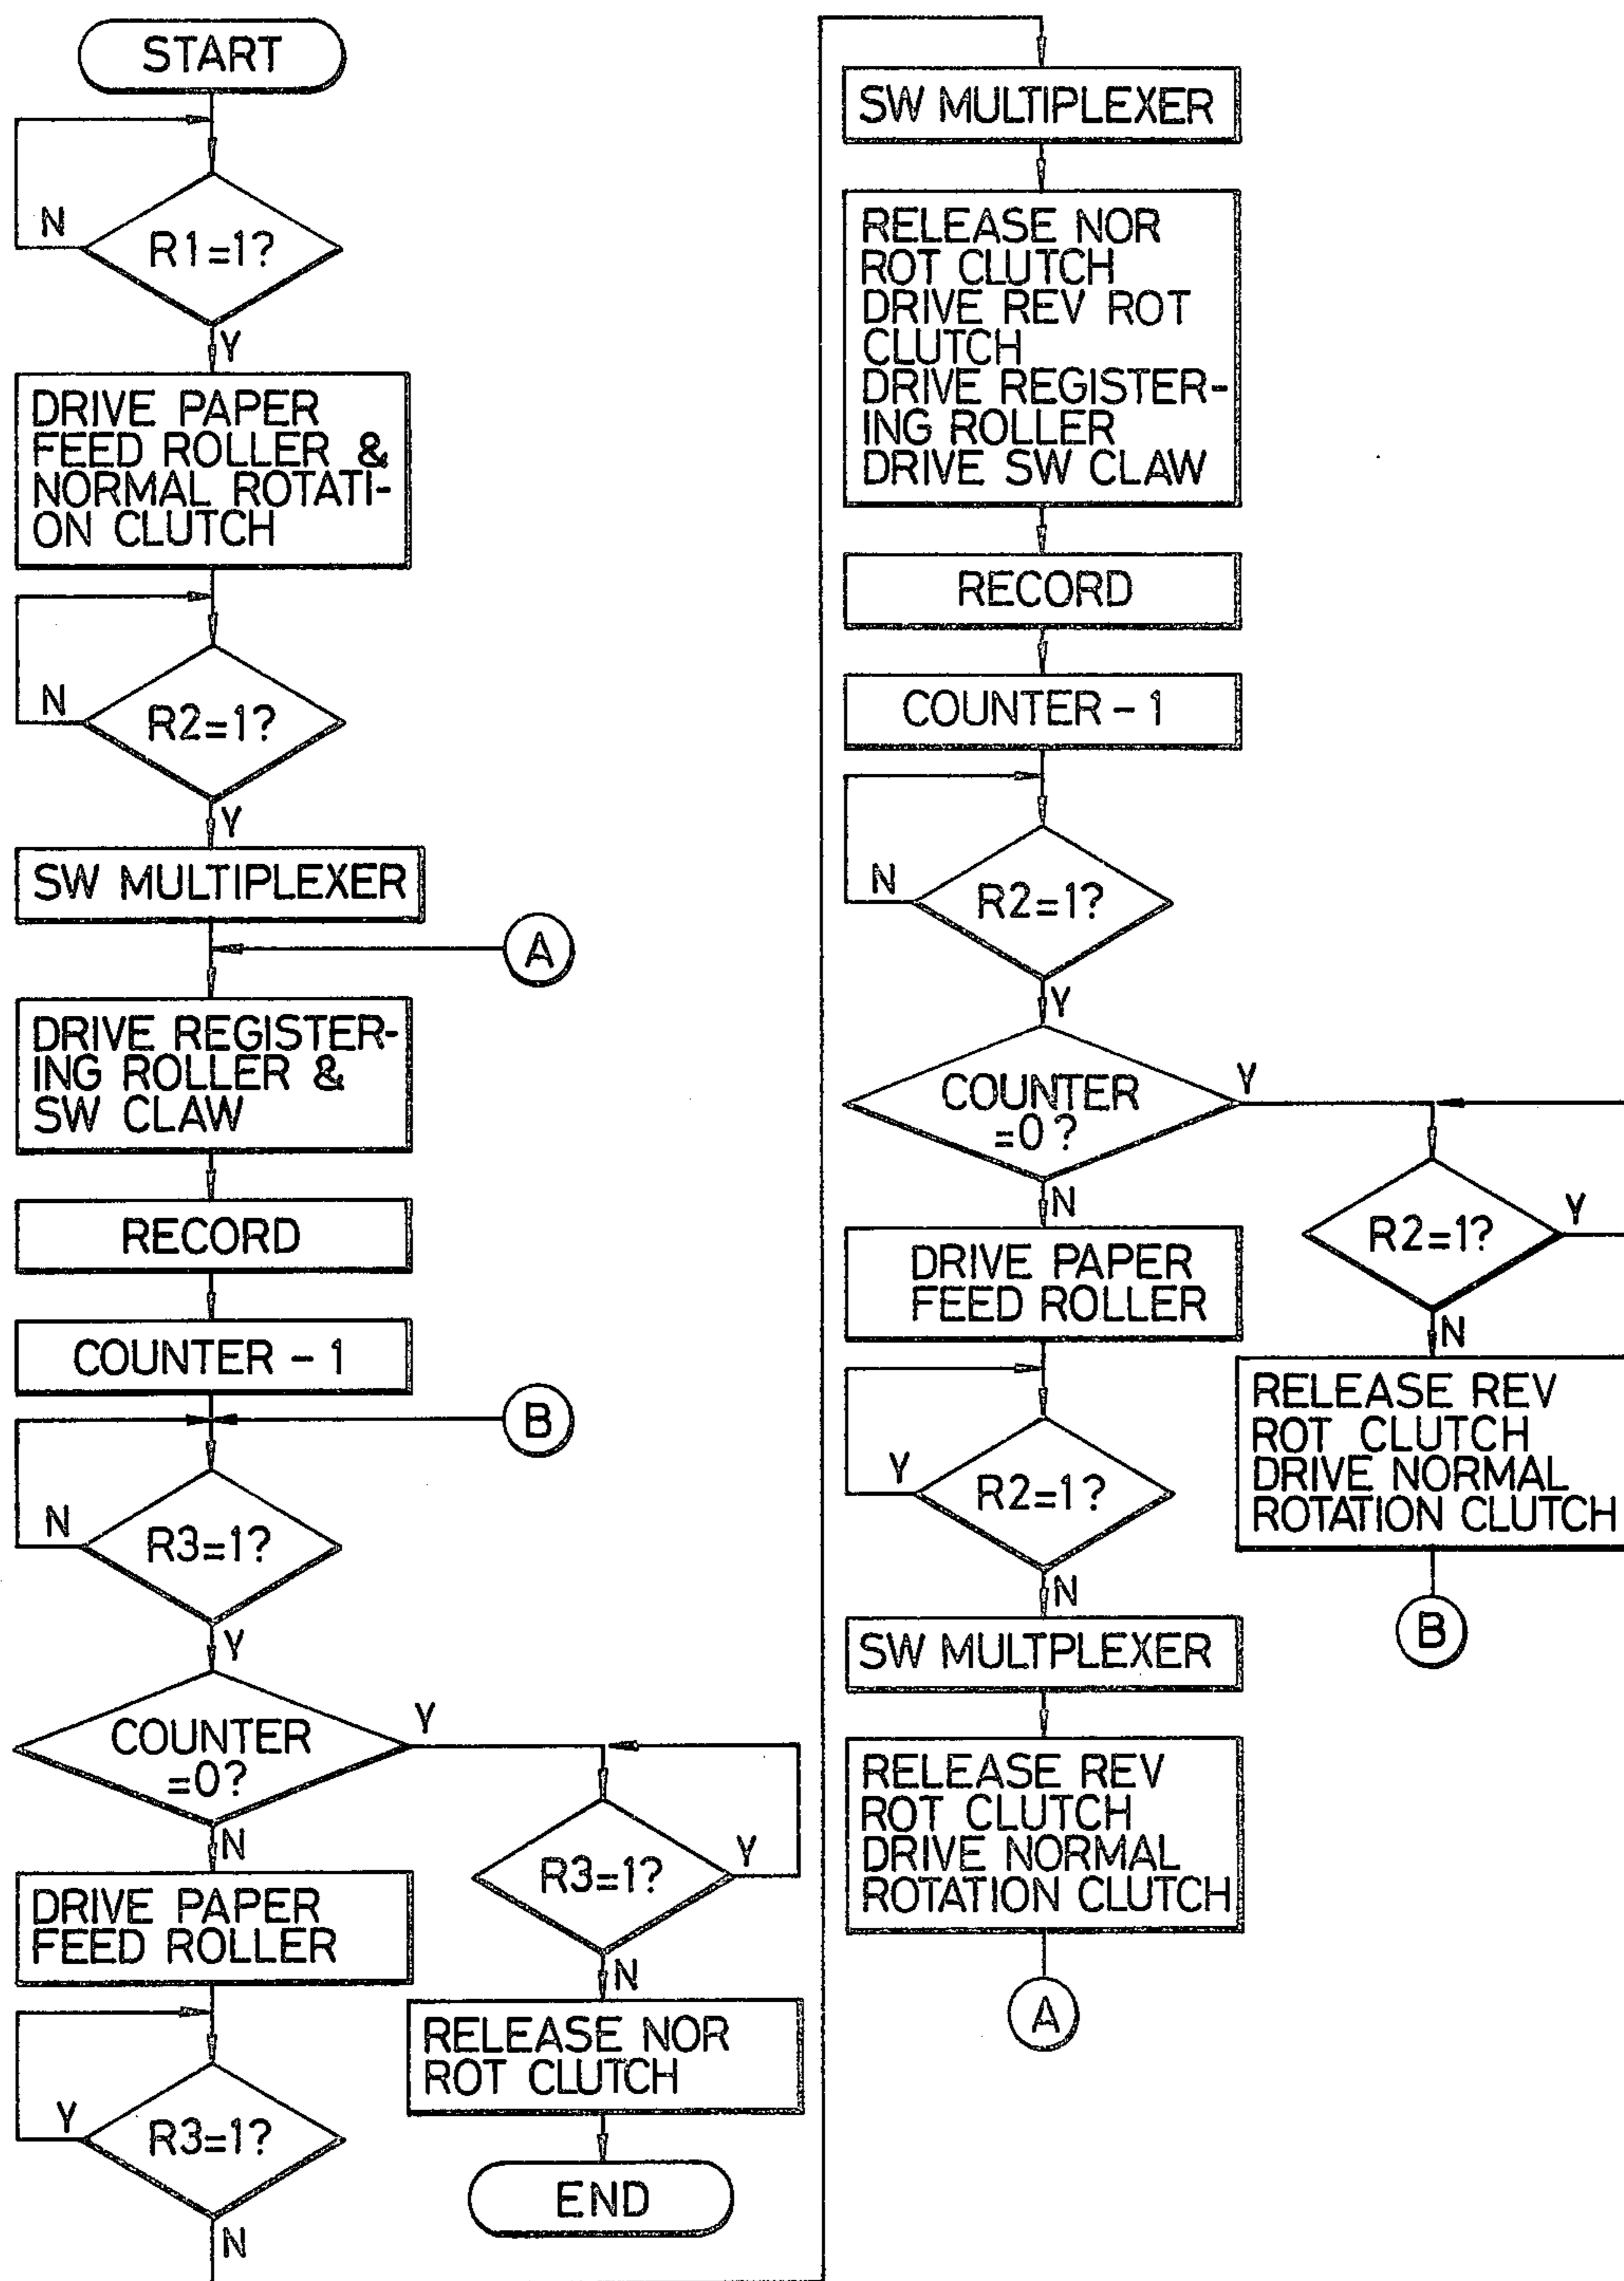 START
N
R1=1?
Y
DRIVE PAPER
FEED ROLLER &
NORMAL ROTATI-
ON CLUTCH
N
R2=1?
Y
SW MULTIPLEXER
A
DRIVE REGISTER-
ING ROLLER &
SW CLAW
RECORD
COUNTER - 1
B
N
R3=1?
Y
COUNTER
=0?
Y
N
DRIVE PAPER
FEED ROLLER
Y
R3=1?
N
R3=1?
Y
N
RELEASE NOR
ROT CLUTCH
END
SW MULTIPLEXER
RELEASE NOR
ROT CLUTCH
DRIVE REV ROT
CLUTCH
DRIVE REGISTER-
ING ROLLER
DRIVE SW CLAW
RECORD
COUNTER - 1
N
R2=1?
Y
COUNTER
=0?
Y
N
DRIVE PAPER
FEED ROLLER
Y
R2=1?
N
SW MULTPLEXER
RELEASE REV
ROT CLUTCH
DRIVE NORMAL
ROTATION CLUTCH
A
R2=1?
Y
N
RELEASE REV
ROT CLUTCH
DRIVE NORMAL
ROTATION CLUTCH
B